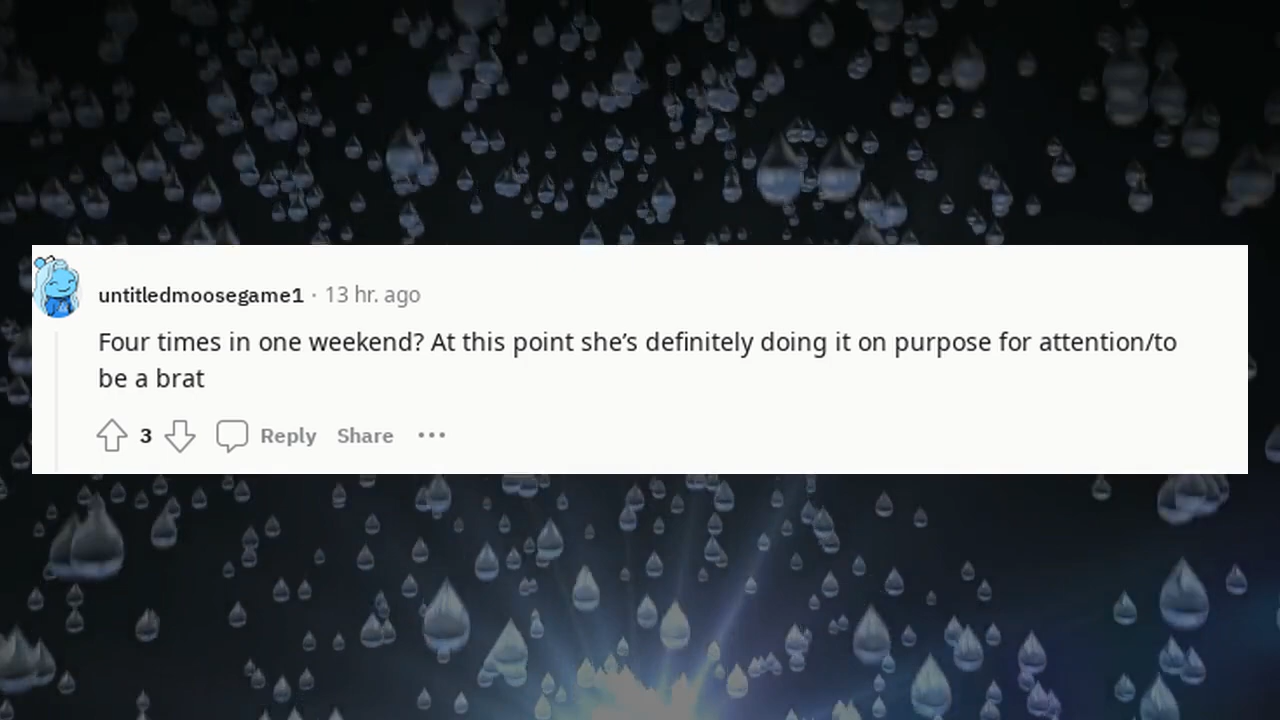 untitledmoosegame1 · 13 hr. ago
Four times in one weekend? At this point she’s definitely doing it on purpose for attention/to
be a brat
3 Reply Share •••